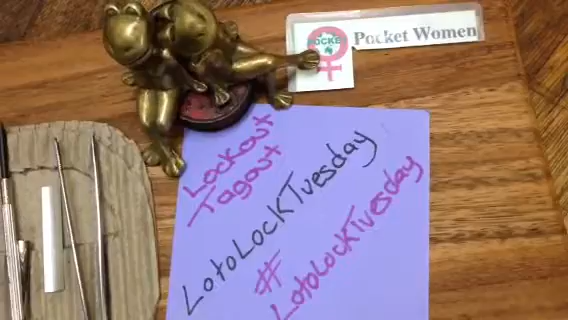 POCKET
Pocket Women
Lockout
Tagout
LotoLockTuesday
#
LotoLockTuesday